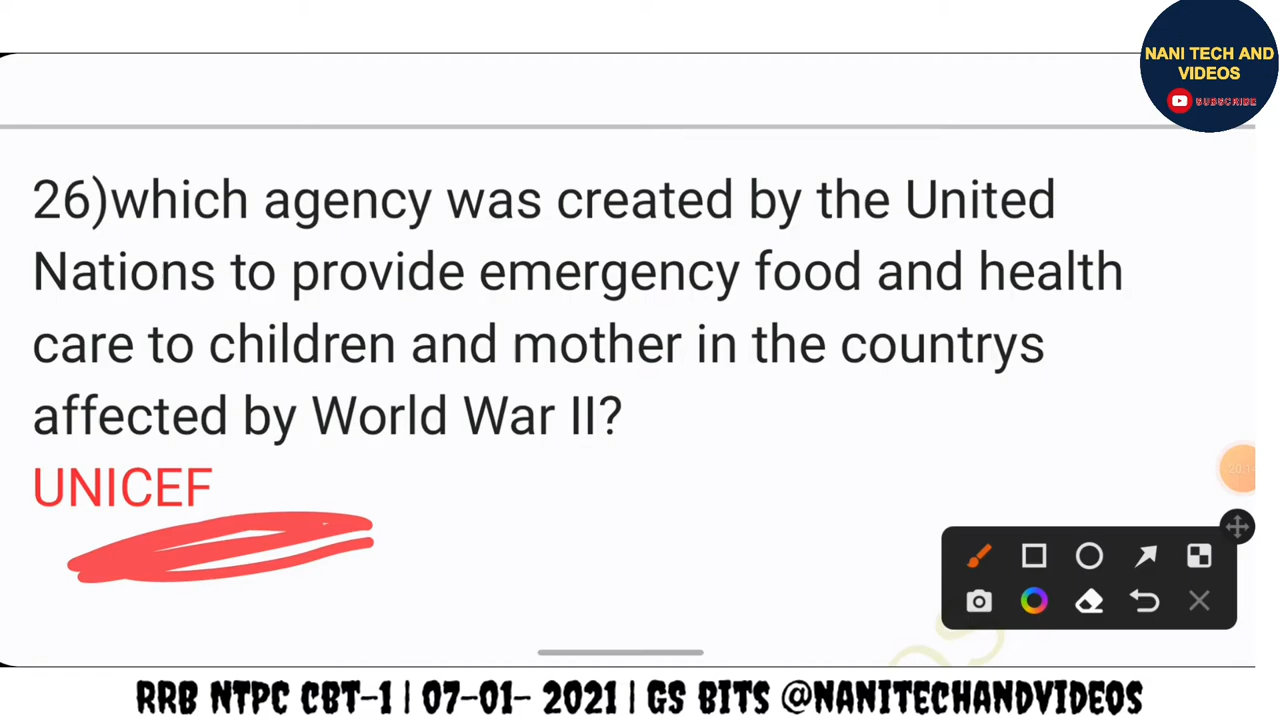 NANI TECH AND
VIDEOS
SUBSCRIBE
26)which agency was created by the United
Nations to provide emergency food and health
care to children and mother in the countrys
affected by World War II?
UNICEF
RRB NTPC CBT-1 | 07-01- 2021 | GS BITS @NANITECHANDVIDEOS